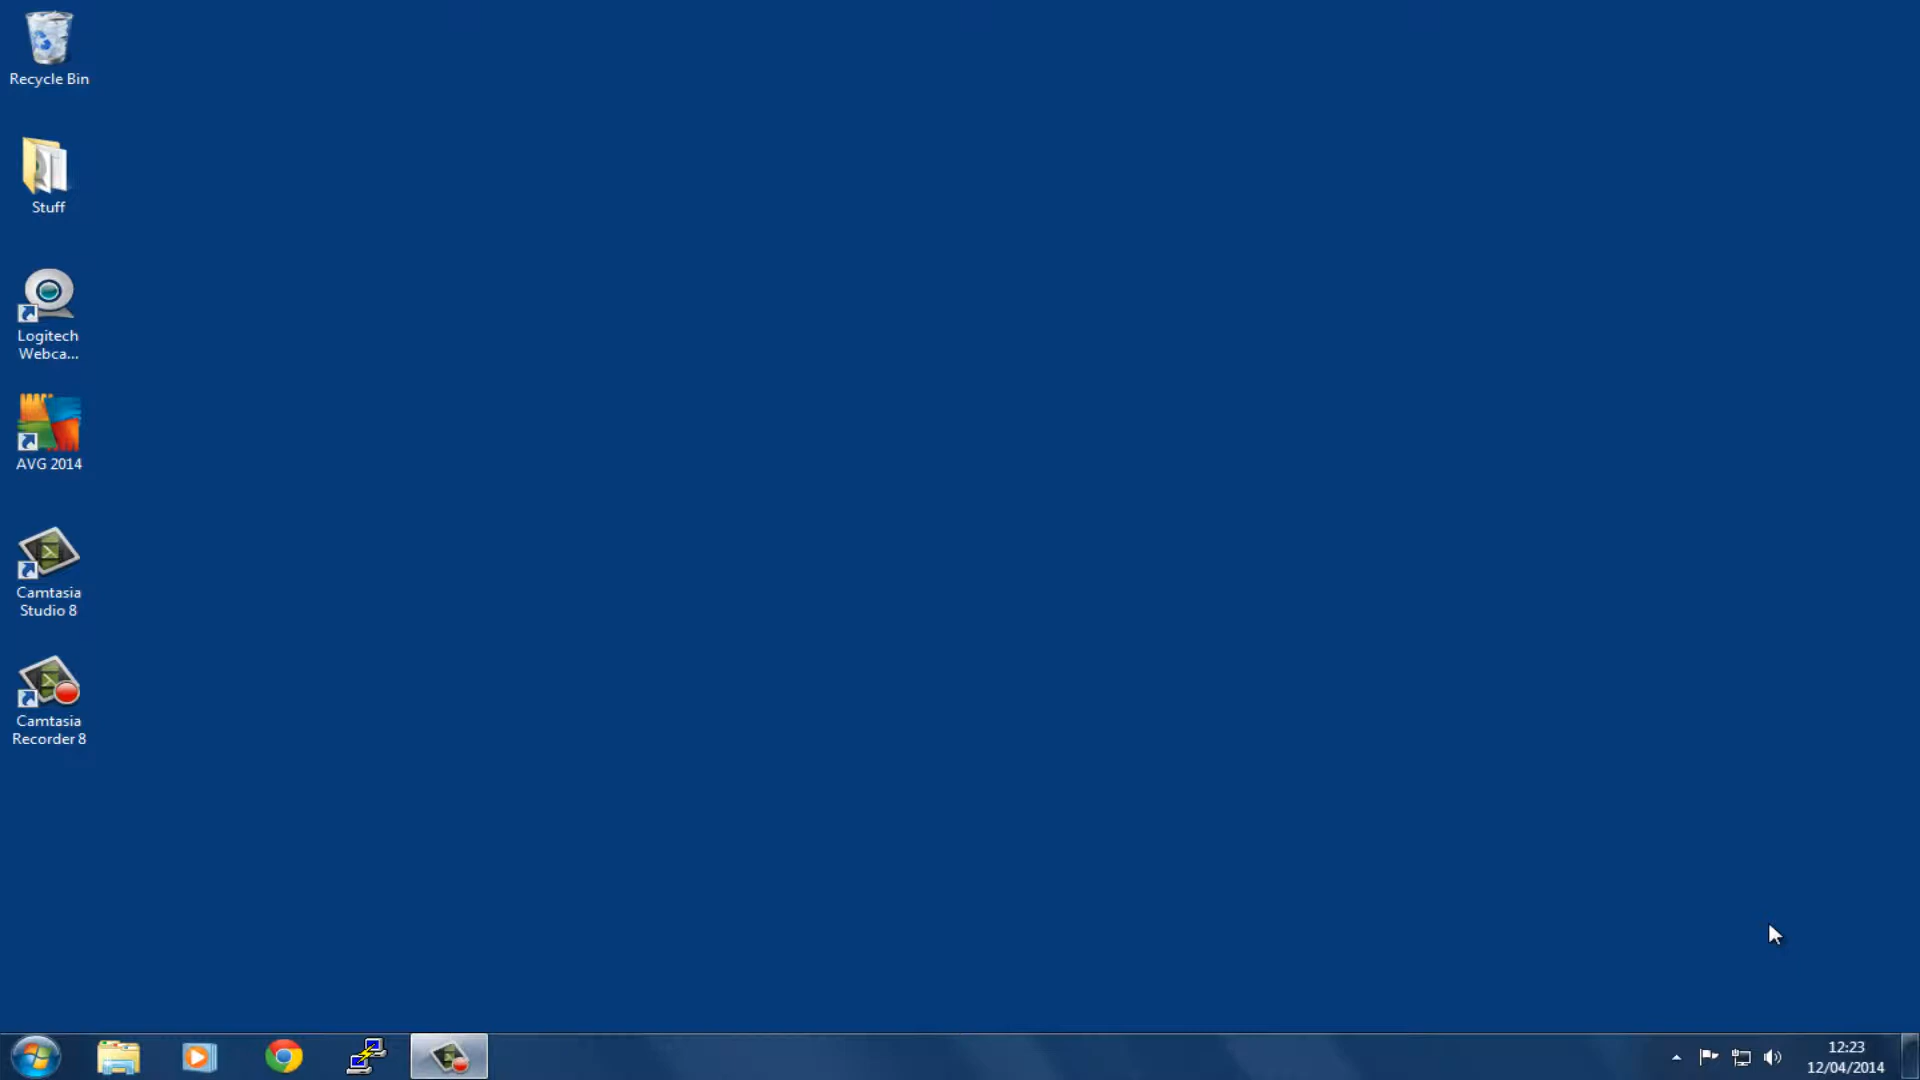 Recycle Bin
Stuff
Logitech
Webca...
AVG 2014
Camtasia
Studio 8
Camtasia
Recorder 8
12:23
12/04/2014